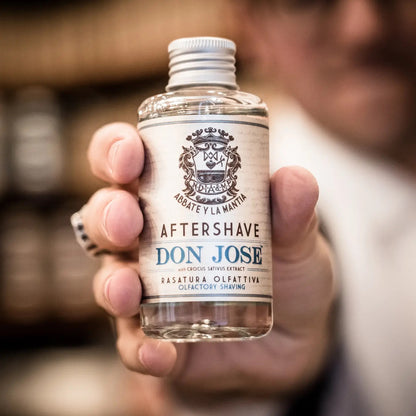 ABBATE Y LA MANTIA
AFTERSHAVE
DON JOSE
with CROCUS SATIVUS EXTRACT
RASATURA OLFATTIVA
OLFACTORY SHAVING